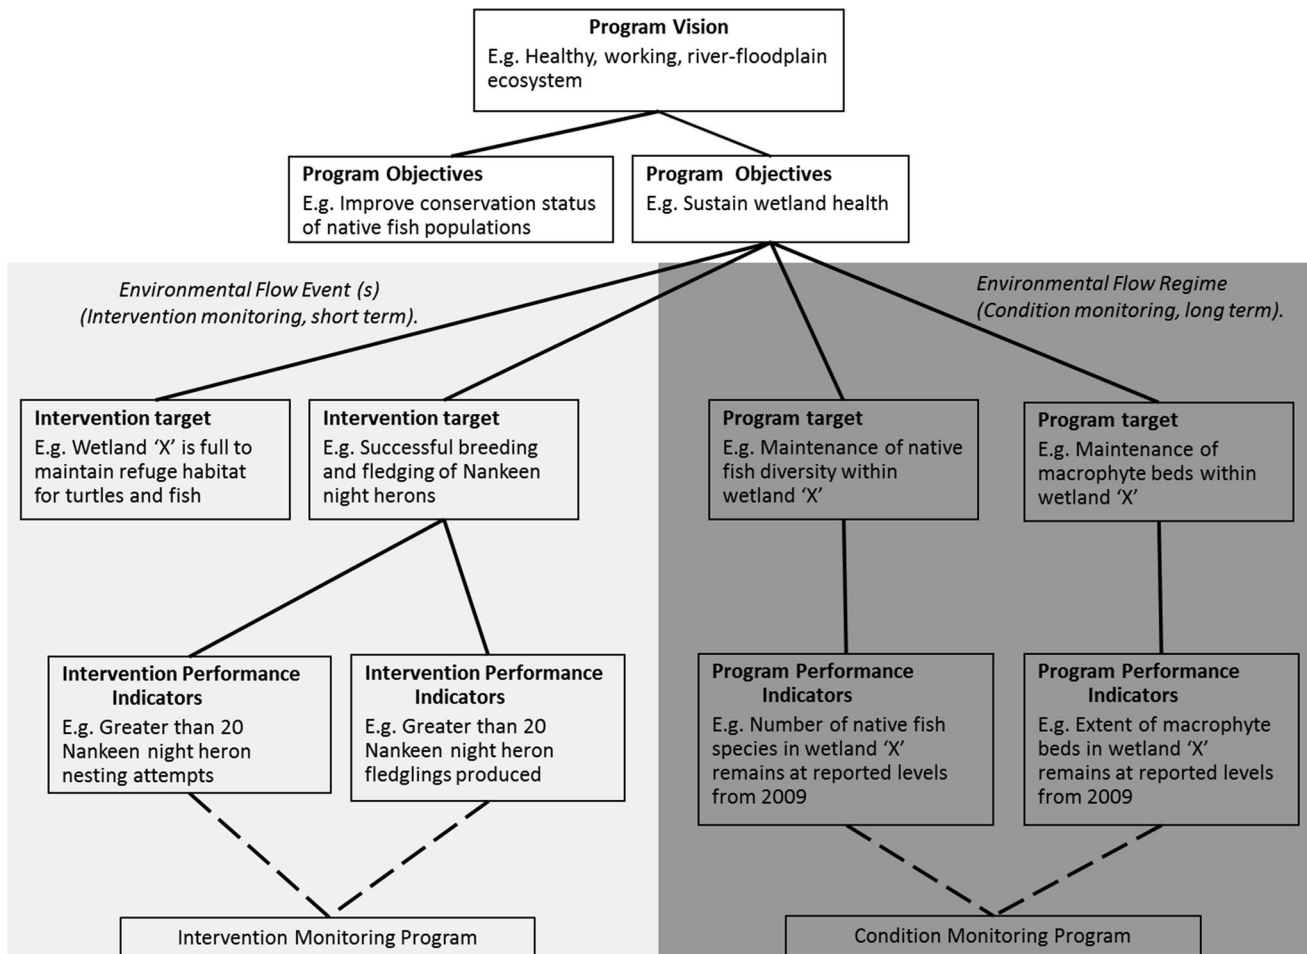 Program Vision
E.g. Healthy, working, river-floodplain
ecosystem
Program Objectives
E.g. Improve conservation status
of native fish populations
Program Objectives
E.g. Sustain wetland health
Environmental Flow Event (s)
(Intervention monitoring, short term).
Environmental Flow Regime
(Condition monitoring, long term).
Intervention target
E.g. Wetland ‘X’ is full to
maintain refuge habitat
for turtles and fish
Intervention target
E.g. Successful breeding
and fledging of Nankeen
night herons
Program target
E.g. Maintenance of native
fish diversity within
wetland ‘X’
Program target
E.g. Maintenance of
macrophyte beds within
wetland ‘X’
Intervention Performance
Indicators
E.g. Greater than 20
Nankeen night heron
nesting attempts
Intervention Performance
Indicators
E.g. Greater than 20
Nankeen night heron
fledglings produced
Program Performance
Indicators
E.g. Number of native fish
species in wetland ‘X’
remains at reported levels
from 2009
Program Performance
Indicators
E.g. Extent of macrophyte
beds in wetland ‘X’
remains at reported levels
from 2009
Intervention Monitoring Program
Condition Monitoring Program